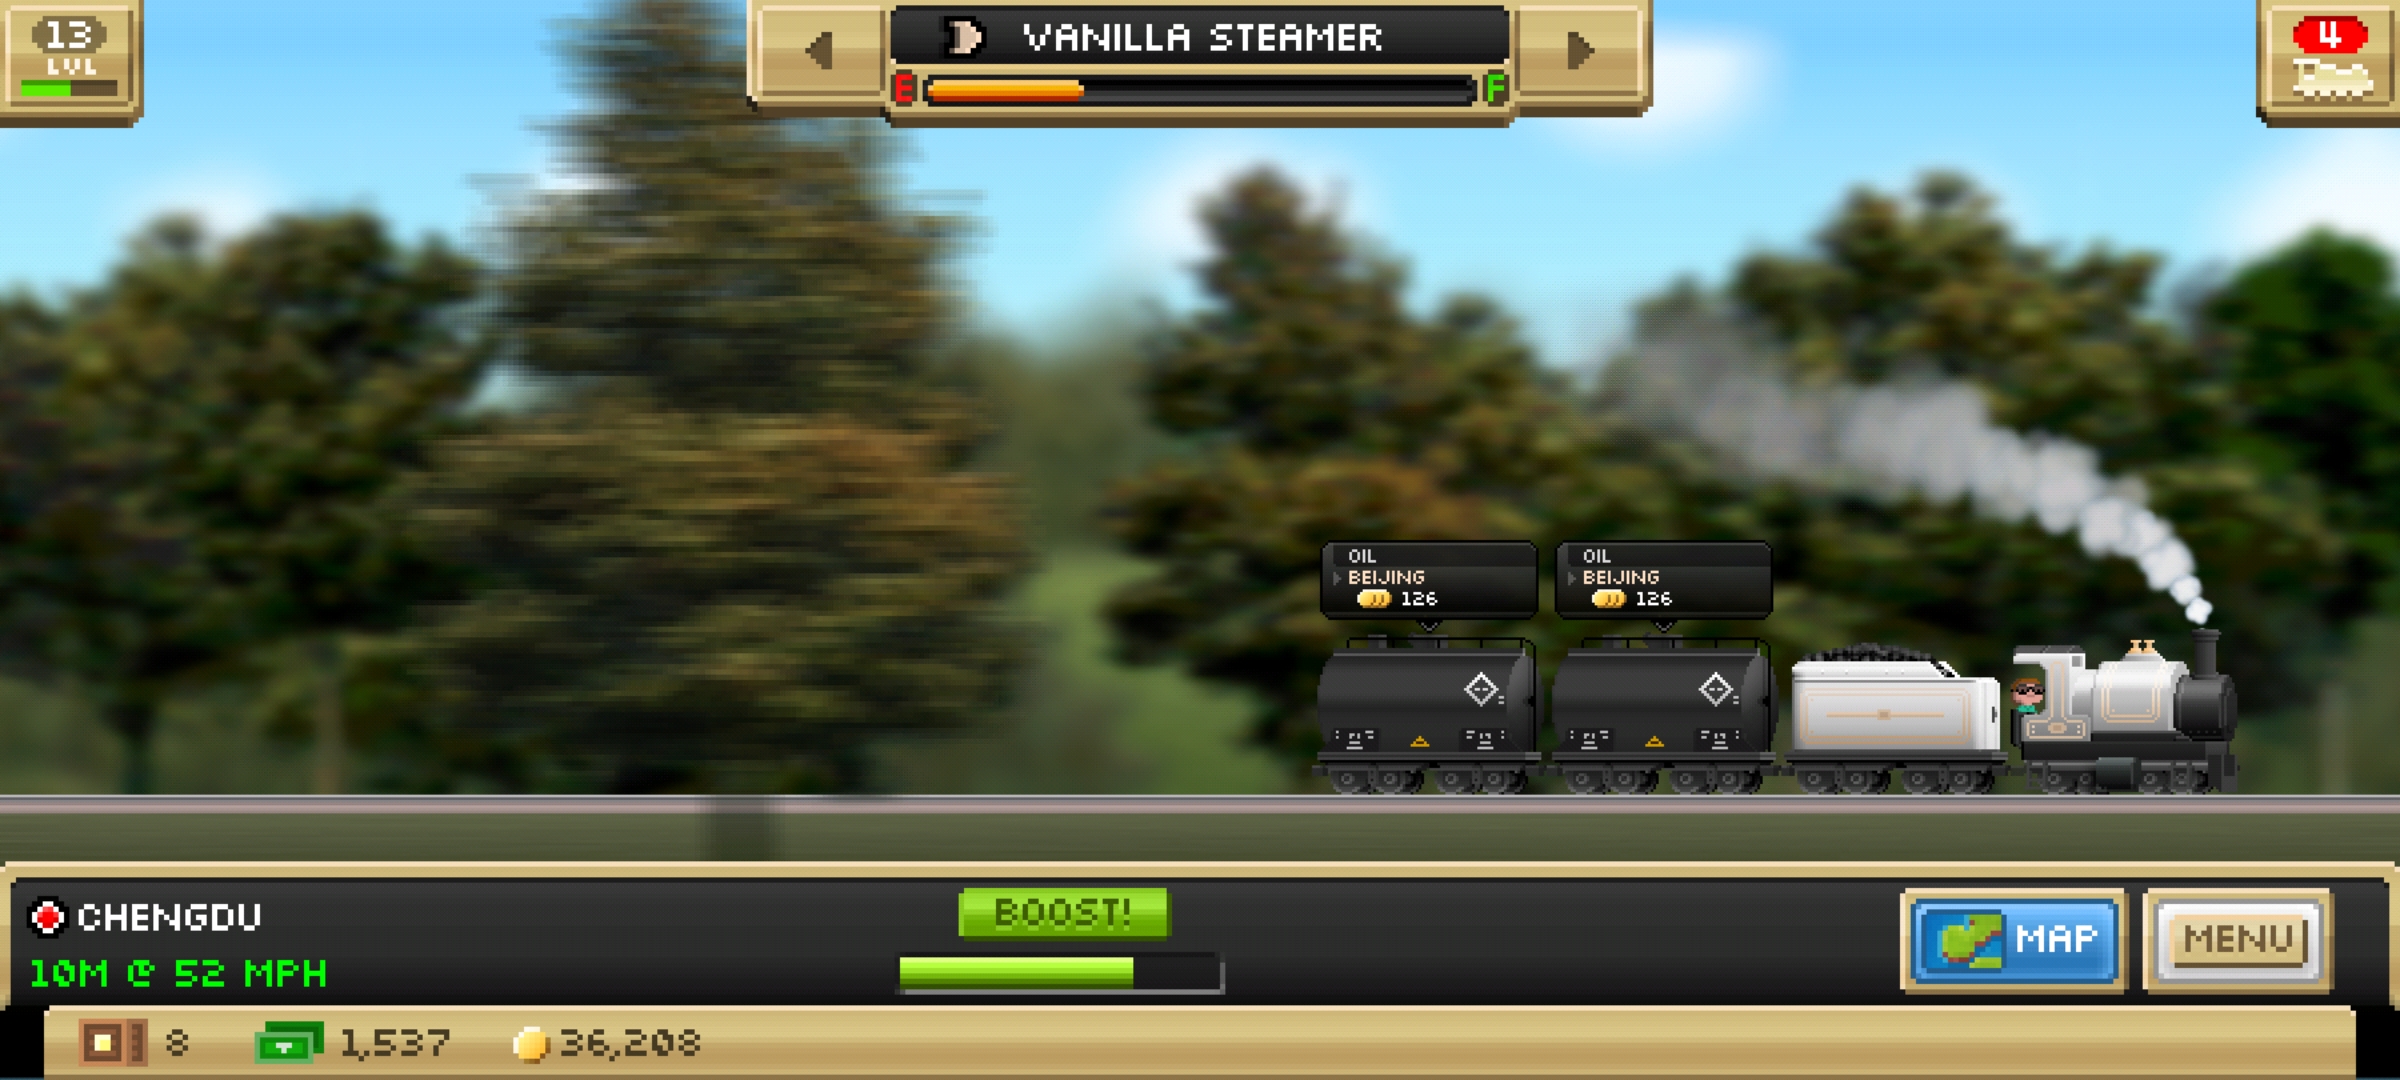 13
LVL
VANILLA STEAMER
E F
4
OIL
BEIJING
126
OIL
BEIJING
126
CHENGDU
10M @ 52 MPH
BOOST!
MAP
MENU
8
1,537
36,208